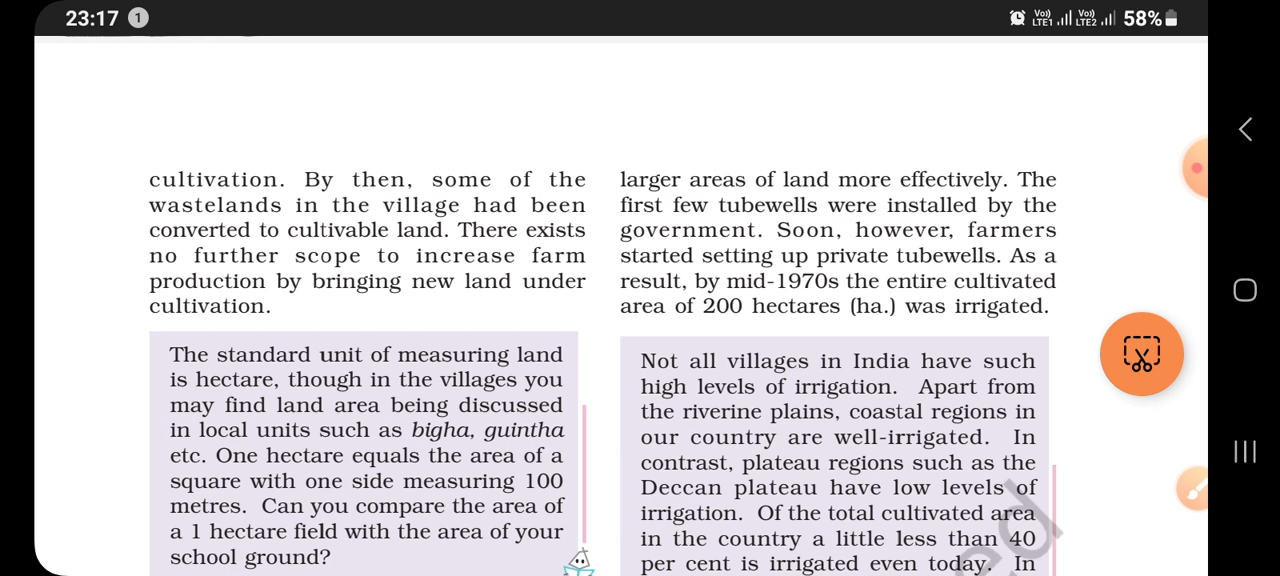 23:17 1
Vo)) LTE1 Vo)) LTE2 58%
cultivation. By then, some of the
wastelands in the village had been
converted to cultivable land. There exists
no further scope to increase farm
production by bringing new land under
cultivation.
The standard unit of measuring land
is hectare, though in the villages you
may find land area being discussed
in local units such as bigha, guintha
etc. One hectare equals the area of a
square with one side measuring 100
metres. Can you compare the area of
a 1 hectare field with the area of your
school ground?
larger areas of land more effectively. The
first few tubewells were installed by the
government. Soon, however, farmers
started setting up private tubewells. As a
result, by mid-1970s the entire cultivated
area of 200 hectares (ha.) was irrigated.
Not all villages in India have such
high levels of irrigation. Apart from
the riverine plains, coastal regions in
our country are well-irrigated. In
contrast, plateau regions such as the
Deccan plateau have low levels of
irrigation. Of the total cultivated area
in the country a little less than 40
per cent is irrigated even today. In
ed